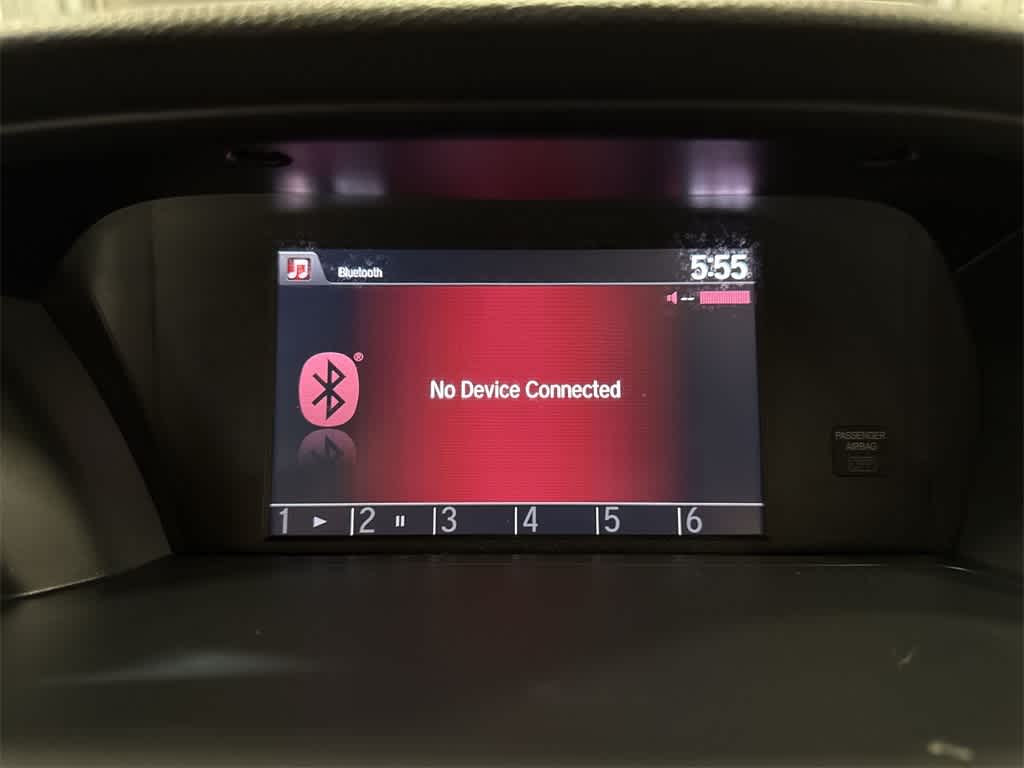 Bluetooth
5:55
®
No Device Connected
PASSENGER
AIRBAG
1 2 3 4 5 6